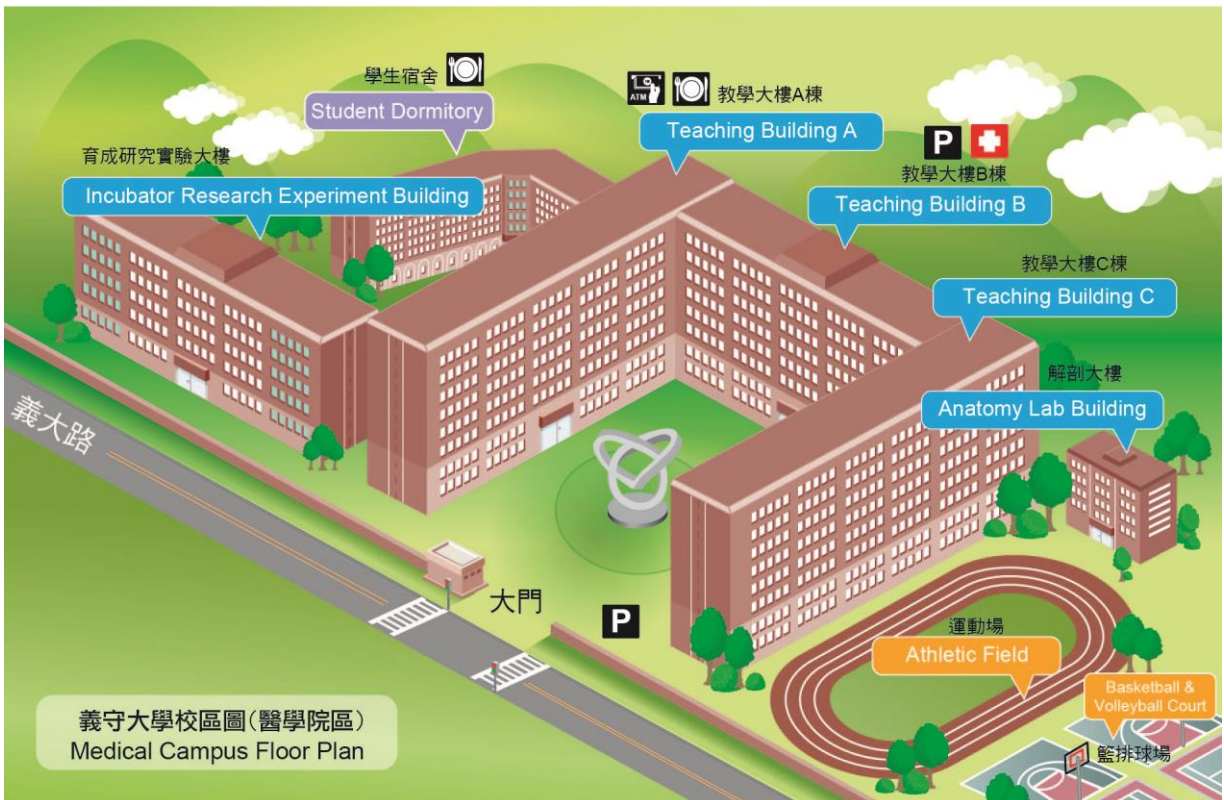 學生宿舍
Student Dormitory
ATM
教學大樓A棟
Teaching Building A
育成研究實驗大樓
Incubator Research Experiment Building
P
教學大樓B棟
Teaching Building B
教學大樓C棟
Teaching Building C
解剖大樓
Anatomy Lab Building
義大路
大門
P
運動場
Athletic Field
Basketball &
Volleyball Court
籃排球場
義守大學校區圖(醫學院區)
Medical Campus Floor Plan